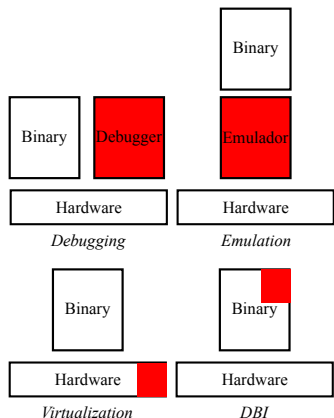 Binary
Binary
Debugger
Emulador
Hardware
Hardware
Debugging
Emulation
Binary
Binary
Hardware
Hardware
Virtualization
DBI